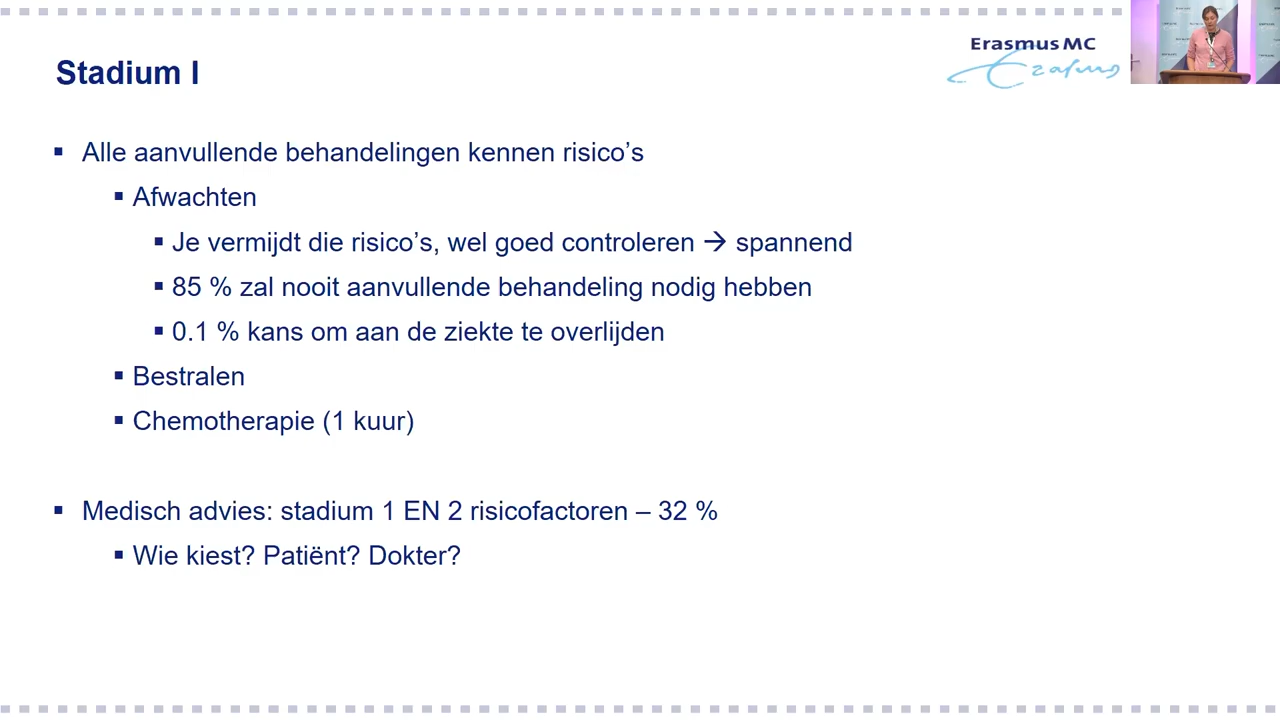 Erasmus MC
Erasmus
Stadium I
▪ Alle aanvullende behandelingen kennen risico’s
▪ Afwachten
▪ Je vermijdt die risico’s, wel goed controleren → spannend
▪ 85 % zal nooit aanvullende behandeling nodig hebben
▪ 0.1 % kans om aan de ziekte te overlijden
▪ Bestralen
▪ Chemotherapie (1 kuur)
▪ Medisch advies: stadium 1 EN 2 risicofactoren – 32 %
▪ Wie kiest? Patiënt? Dokter?